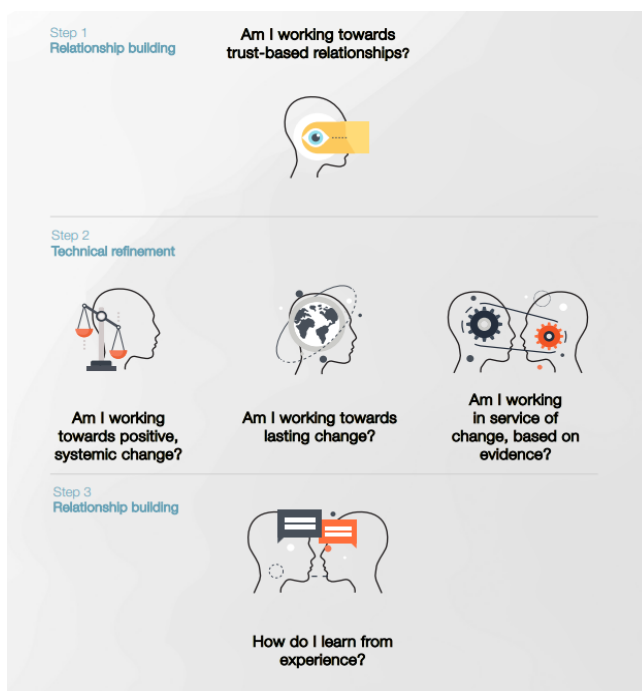 Step 1
Relationship building
Am I working towards
trust-based relationships?
Step 2
Technical refinement
Am I working
towards positive,
systemic change?
Am I working towards
lasting change?
Am I working
in service of
change, based on
evidence?
Step 3
Relationship building
How do I learn from
experience?